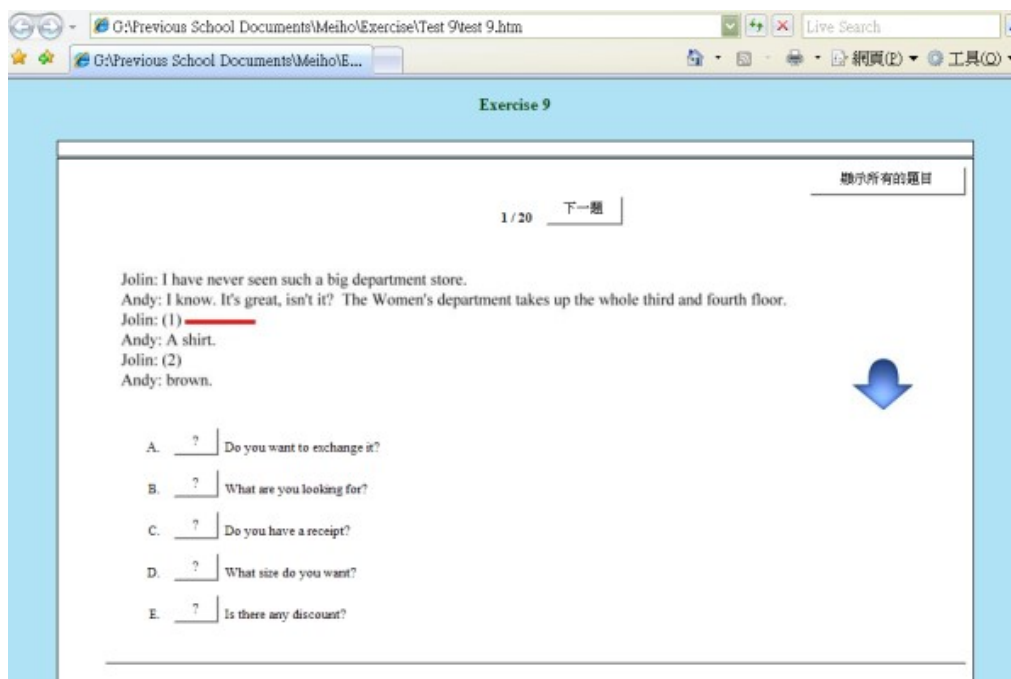 G:\Previous School Documents\Meiho\Exercise\Test 9\test 9.htm
Live Search
G:\Previous School Documents\Meiho\E...
網頁(P)
工具(O)
Exercise 9
顯示所有的題目
1 / 20
下一題
Jolin: I have never seen such a big department store.
Andy: I know. It's great, isn't it? The Women's department takes up the whole third and fourth floor.
Jolin: (1)
Andy: A shirt.
Jolin: (2)
Andy: brown.
A. ? Do you want to exchange it?
B. ? What are you looking for?
C. ? Do you have a receipt?
D. ? What size do you want?
E. ? Is there any discount?